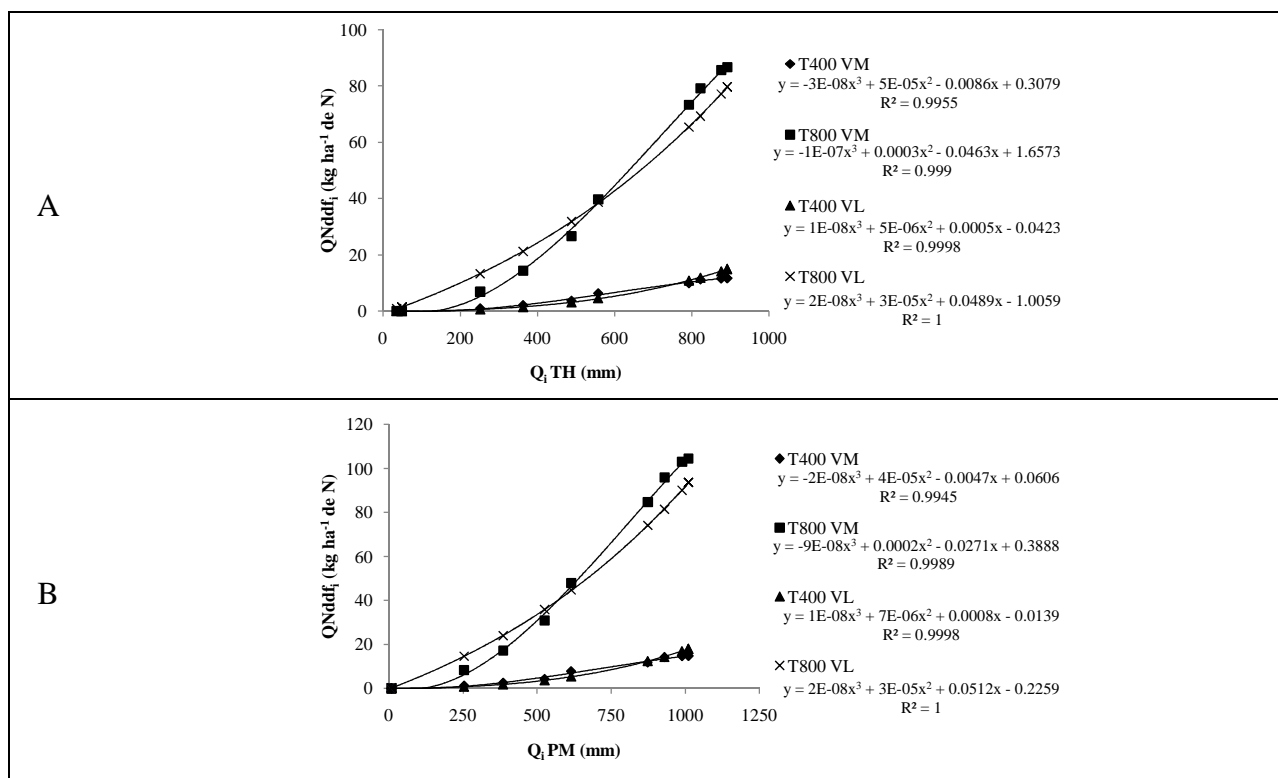 A
QNddfᵢ (kg ha⁻¹ de N)
100
80
60
40
20
0
0 200 400 600 800 1000
Qᵢ TH (mm)
T400 VM
y = -3E-08x³ + 5E-05x² - 0.0086x + 0.3079
R² = 0.9955
T800 VM
y = -1E-07x³ + 0.0003x² - 0.0463x + 1.6573
R² = 0.999
T400 VL
y = 1E-08x³ + 5E-06x² + 0.0005x - 0.0423
R² = 0.9998
T800 VL
y = 2E-08x³ + 3E-05x² + 0.0489x - 1.0059
R² = 1
B
QNddfᵢ (kg ha⁻¹ de N)
120
100
80
60
40
20
0
0 250 500 750 1000 1250
Qᵢ PM (mm)
T400 VM
y = -2E-08x³ + 4E-05x² - 0.0047x + 0.0606
R² = 0.9945
T800 VM
y = -9E-08x³ + 0.0002x² - 0.0271x + 0.3888
R² = 0.9989
T400 VL
y = 1E-08x³ + 7E-06x² + 0.0008x - 0.0139
R² = 0.9998
T800 VL
y = 2E-08x³ + 3E-05x² + 0.0512x - 0.2259
R² = 1